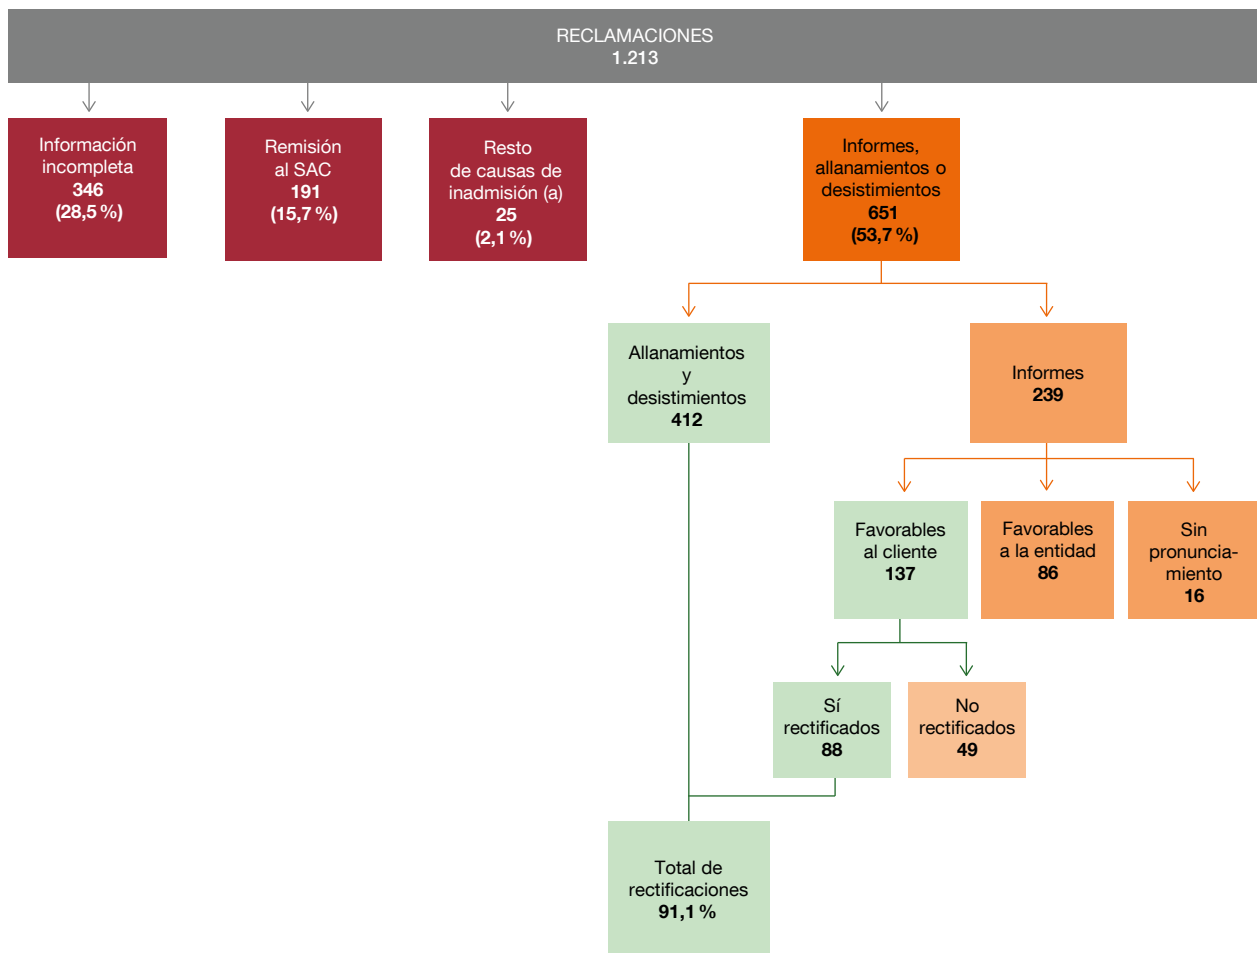 RECLAMACIONES
1.213
Información
incompleta
346
(28,5 %)
Remisión
al SAC
191
(15,7 %)
Resto
de causas de
inadmisión (a)
25
(2,1 %)
Informes,
allanamientos o
desistimientos
651
(53,7 %)
Allanamientos
y
desistimientos
412
Informes
239
Favorables
al cliente
137
Favorables
a la entidad
86
Sin
pronuncia-
miento
16
Sí
rectificados
88
No
rectificados
49
Total de
rectificaciones
91,1 %